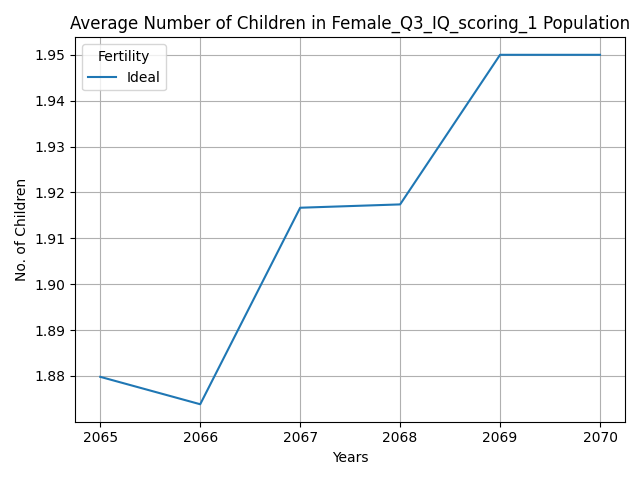 Average Number of Children in Female_Q3_IQ_scoring_1 Population
Fertility
Ideal
No. of Children
1.95
1.94
1.93
1.92
1.91
1.90
1.89
1.88
2065 2066 2067 2068 2069 2070
Years